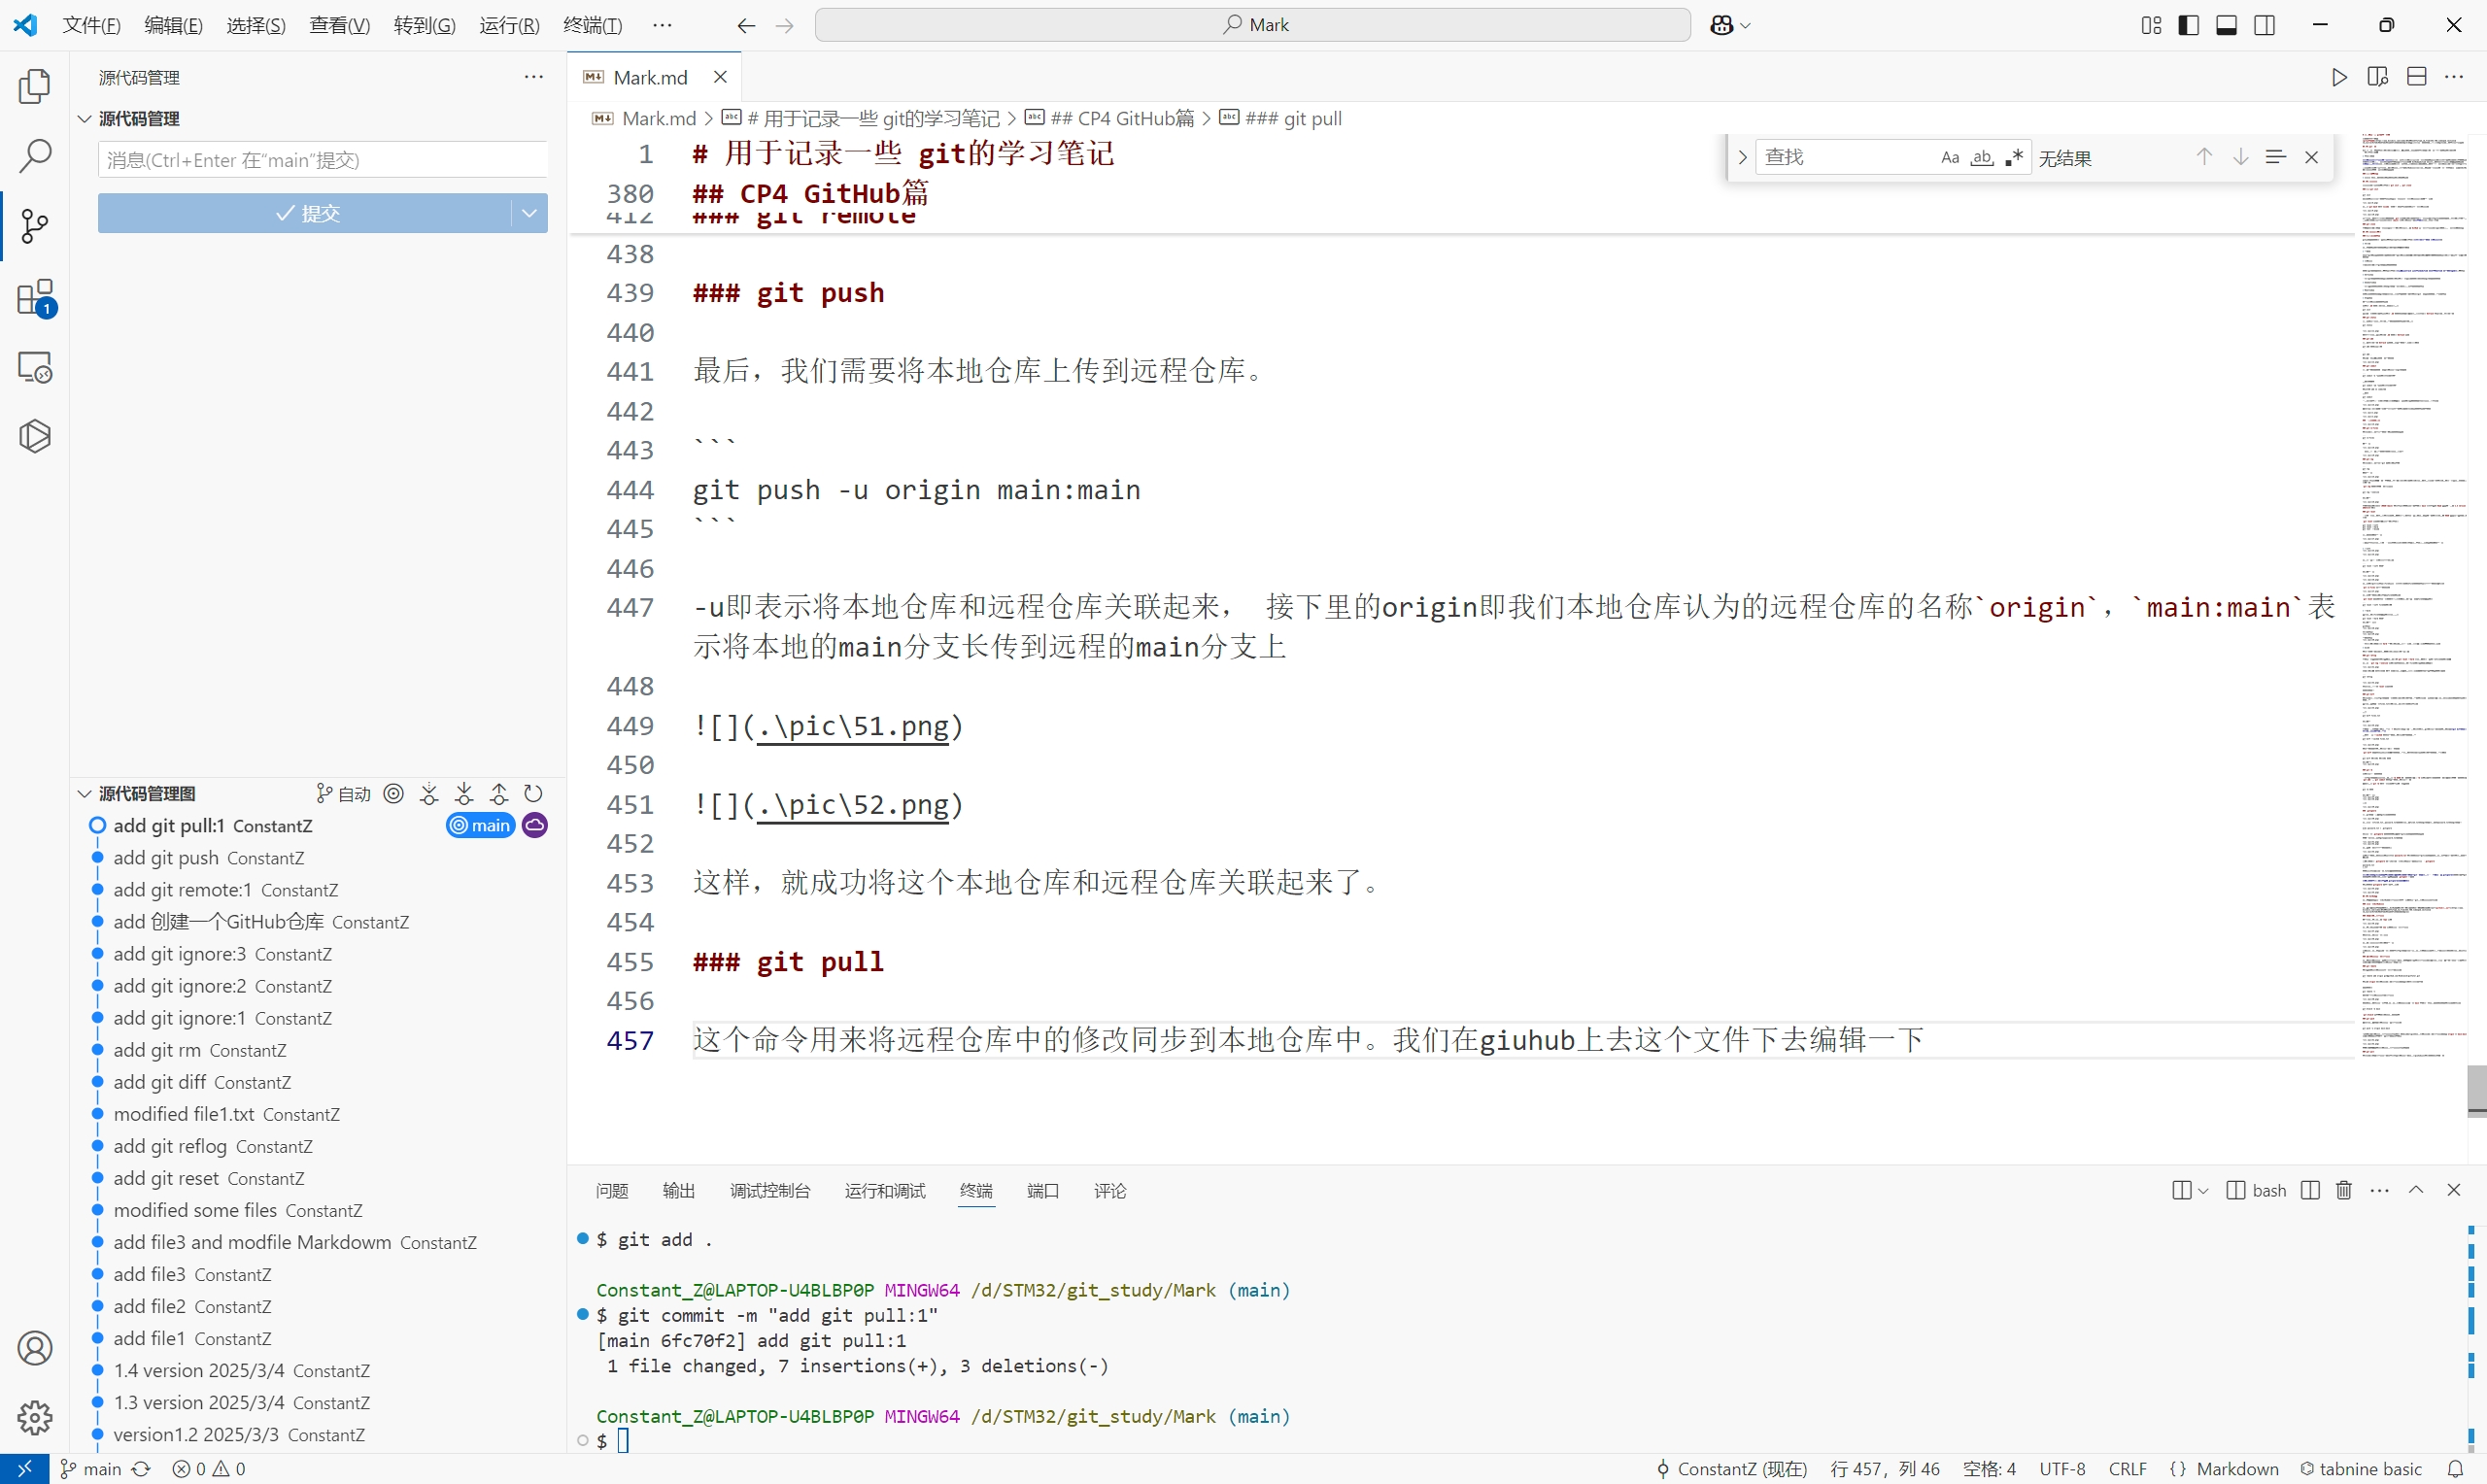 文件(F) 编辑(E) 选择(S) 查看(V) 转到(G) 运行(R) 终端(T) ··· Mark
源代码管理
源代码管理
消息(Ctrl+Enter 在“main”提交)
提交
1
源代码管理图 自动
add git pull:1 ConstantZ main
add git push ConstantZ
add git remote:1 ConstantZ
add 创建一个GitHub仓库 ConstantZ
add git ignore:3 ConstantZ
add git ignore:2 ConstantZ
add git ignore:1 ConstantZ
add git rm ConstantZ
add git diff ConstantZ
modified file1.txt ConstantZ
add git reflog ConstantZ
add git reset ConstantZ
modified some files ConstantZ
add file3 and modfile Markdowm ConstantZ
add file3 ConstantZ
add file2 ConstantZ
add file1 ConstantZ
1.4 version 2025/3/4 ConstantZ
1.3 version 2025/3/4 ConstantZ
version1.2 2025/3/3 ConstantZ
Mark.md
Mark.md > # 用于记录一些 git的学习笔记 > ## CP4 GitHub篇 > ### git pull
查找 Aa ab .* 无结果
1 # 用于记录一些 git的学习笔记
380 ## CP4 GitHub篇
412 ### git remote
438
439 ### git push
440
441 最后，我们需要将本地仓库上传到远程仓库。
442
443 ```
444 git push -u origin main:main
445 ```
446
447 -u即表示将本地仓库和远程仓库关联起来， 接下里的origin即我们本地仓库认为的远程仓库的名称`origin`，`main:main`表
示将本地的main分支长传到远程的main分支上
448
449 ![](.\pic\51.png)
450
451 ![](.\pic\52.png)
452
453 这样，就成功将这个本地仓库和远程仓库关联起来了。
454
455 ### git pull
456
457 这个命令用来将远程仓库中的修改同步到本地仓库中。我们在giuhub上去这个文件下去编辑一下
问题 输出 调试控制台 运行和调试 终端 端口 评论 bash
$ git add .
Constant_Z@LAPTOP-U4BLBP0P MINGW64 /d/STM32/git_study/Mark (main)
$ git commit -m "add git pull:1"
[main 6fc70f2] add git pull:1
1 file changed, 7 insertions(+), 3 deletions(-)
Constant_Z@LAPTOP-U4BLBP0P MINGW64 /d/STM32/git_study/Mark (main)
$
main 0 0 ConstantZ (现在) 行 457，列 46 空格: 4 UTF-8 CRLF {} Markdown tabnine basic